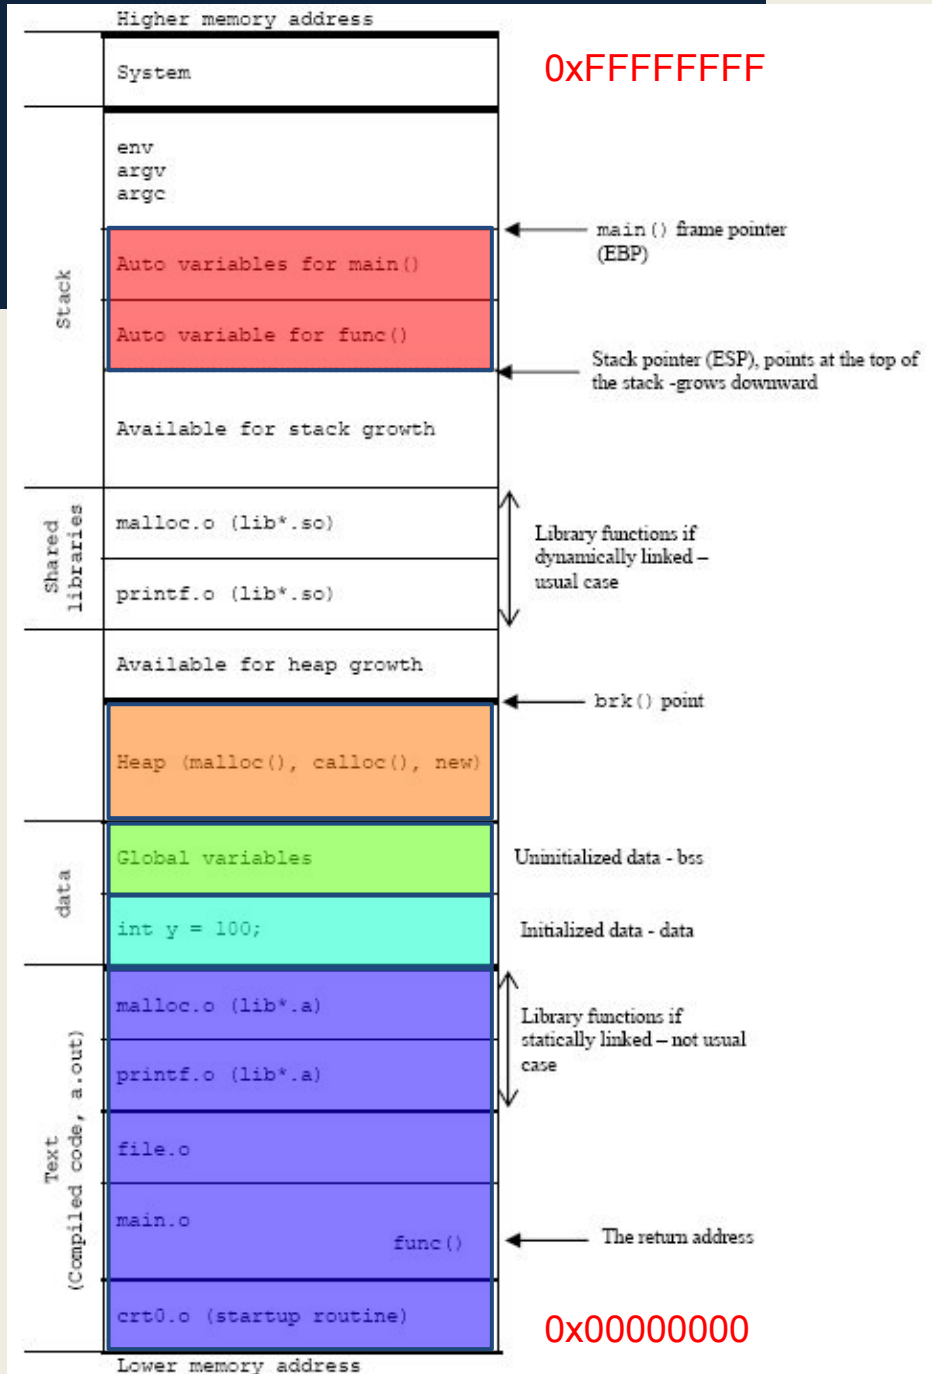 Higher memory address
System
0xFFFFFFFF
env
argv
argc
main() frame pointer
(EBP)
Stack
Auto variables for main()
Auto variable for func()
Stack pointer (ESP), points at the top of
the stack -grows downward
Available for stack growth
Shared
libraries
malloc.o (lib*.so)
printf.o (lib*.so)
Library functions if
dynamically linked –
usual case
Available for heap growth
brk() point
Heap (malloc(), calloc(), new)
data
Global variables
Uninitialized data - bss
int y = 100;
Initialized data - data
Text
(Compiled code, a.out)
malloc.o (lib*.a)
printf.o (lib*.a)
Library functions if
statically linked – not usual
case
file.o
main.o
func()
The return address
crt0.o (startup routine)
0x00000000
Lower memory address